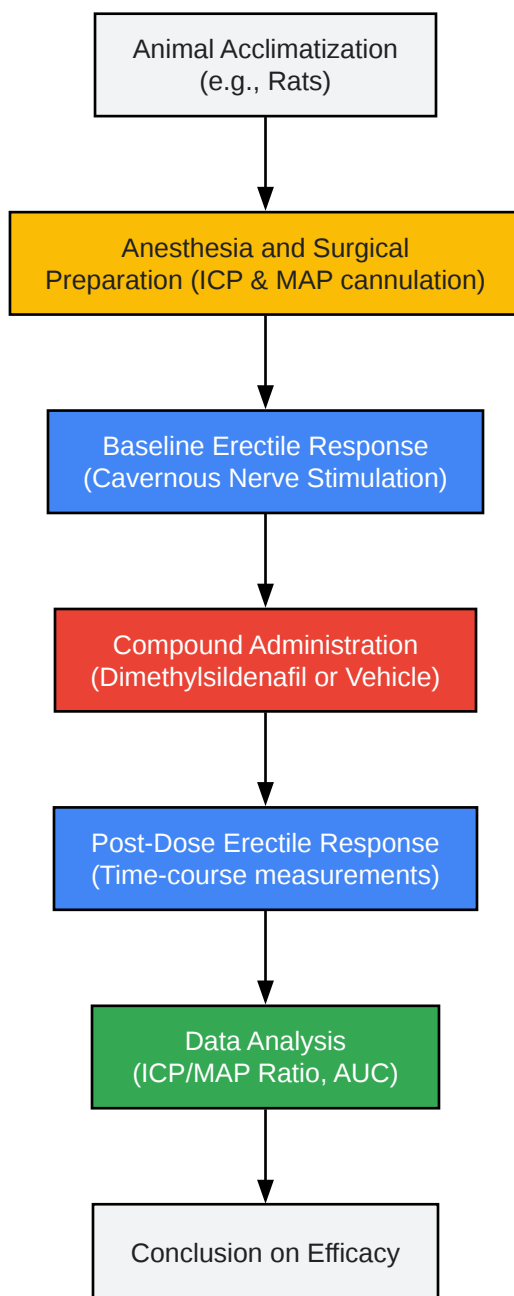 Animal Acclimatization
(e.g., Rats)
Anesthesia and Surgical
Preparation (ICP & MAP cannulation)
Baseline Erectile Response
(Cavernous Nerve Stimulation)
Compound Administration
(Dimethylsildenafil or Vehicle)
Post-Dose Erectile Response
(Time-course measurements)
Data Analysis
(ICP/MAP Ratio, AUC)
Conclusion on Efficacy